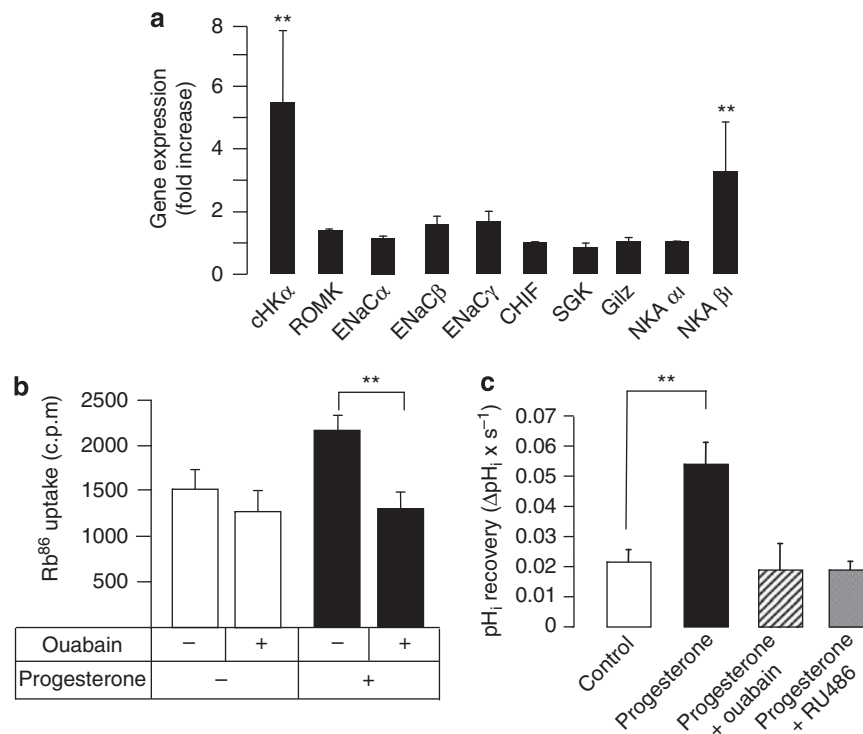 a
**
**
8
6
4
2
0
Gene expression
(fold increase)
cHKα
ROMK
ENaCα
ENaCβ
ENaCγ
CHIF
SGK
Gilz
NKA αı
NKA βı
b
**
2500
2000
1500
1000
500
Rb⁸⁶ uptake (c.p.m)
Ouabain − + − +
Progesterone − +
c
**
0.07
0.06
0.05
0.04
0.03
0.02
0.01
0
pHᵢ recovery (ΔpHᵢ x s⁻¹)
Control
Progesterone
Progesterone
+ ouabain
Progesterone
+ RU486